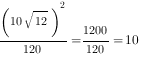 (10√12)²/120 = 1200/120 = 10